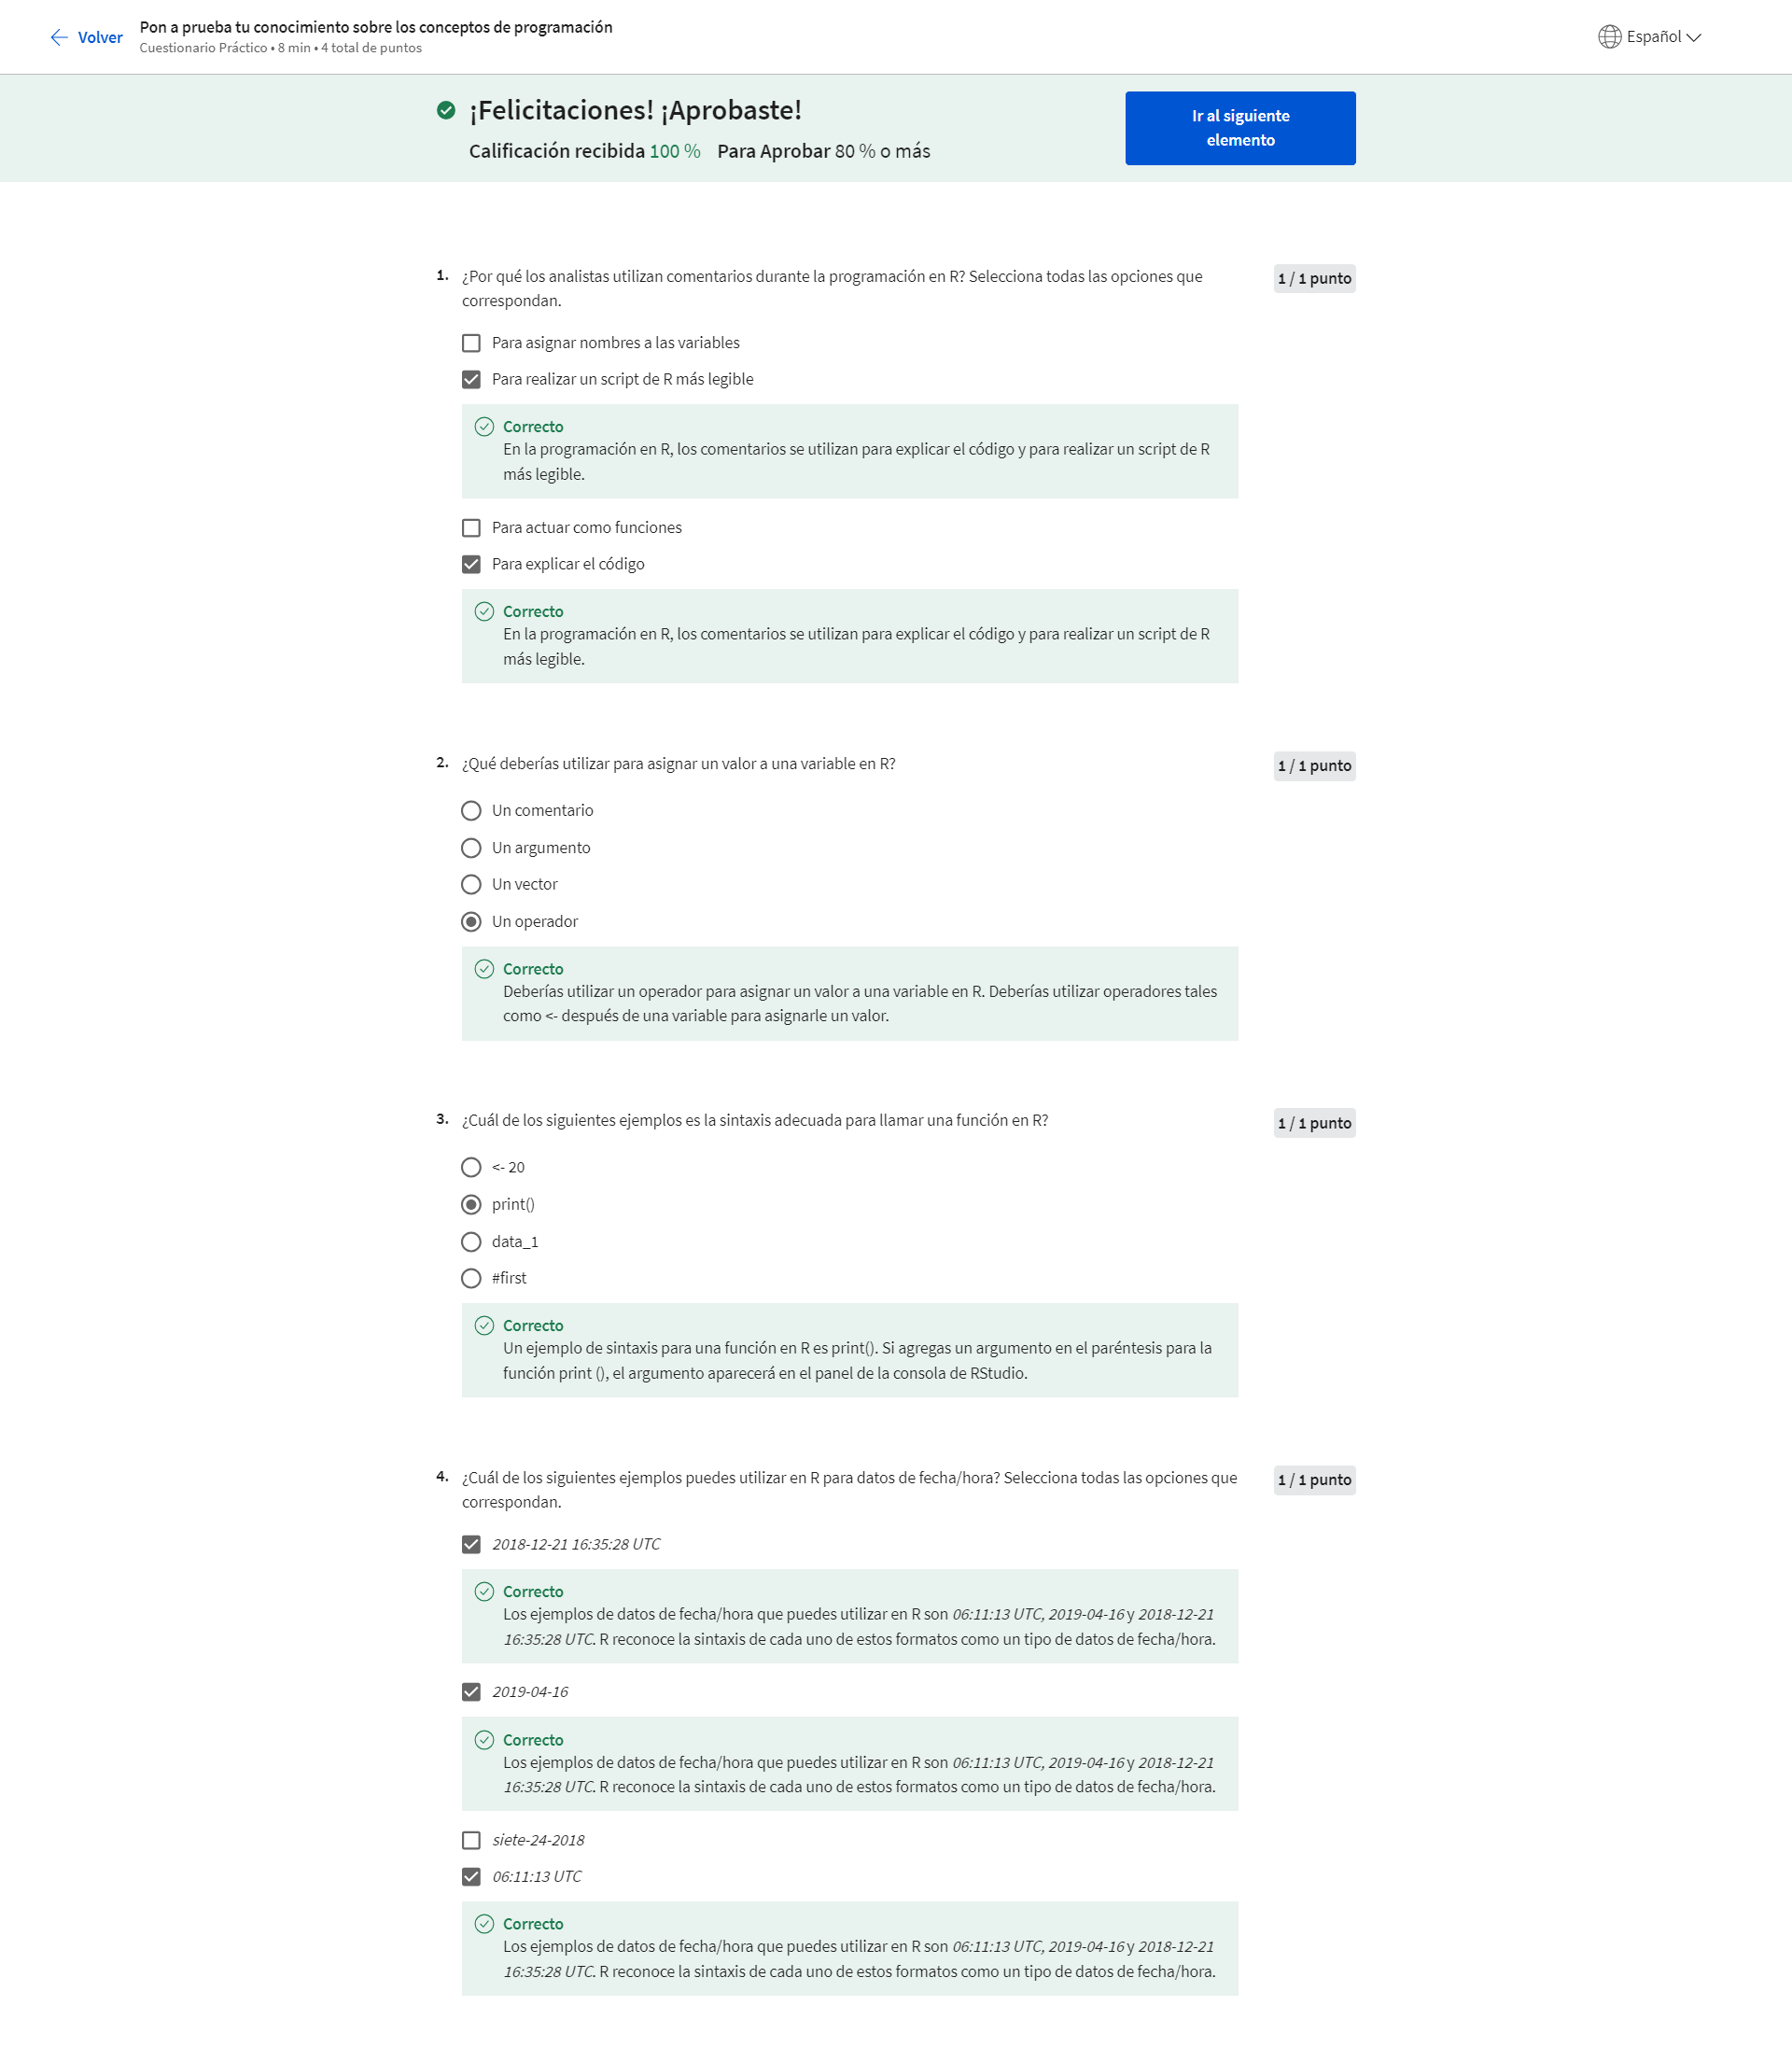 Volver
Pon a prueba tu conocimiento sobre los conceptos de programación
Cuestionario Práctico • 8 min • 4 total de puntos
Español
¡Felicitaciones! ¡Aprobaste!
Calificación recibida 100 % Para Aprobar 80 % o más
Ir al siguiente
elemento
1. ¿Por qué los analistas utilizan comentarios durante la programación en R? Selecciona todas las opciones que
correspondan.
1 / 1 punto
Para asignar nombres a las variables
Para realizar un script de R más legible
Correcto
En la programación en R, los comentarios se utilizan para explicar el código y para realizar un script de R
más legible.
Para actuar como funciones
Para explicar el código
Correcto
En la programación en R, los comentarios se utilizan para explicar el código y para realizar un script de R
más legible.
2. ¿Qué deberías utilizar para asignar un valor a una variable en R?
1 / 1 punto
Un comentario
Un argumento
Un vector
Un operador
Correcto
Deberías utilizar un operador para asignar un valor a una variable en R. Deberías utilizar operadores tales
como <- después de una variable para asignarle un valor.
3. ¿Cuál de los siguientes ejemplos es la sintaxis adecuada para llamar una función en R?
1 / 1 punto
<- 20
print()
data_1
#first
Correcto
Un ejemplo de sintaxis para una función en R es print(). Si agregas un argumento en el paréntesis para la
función print (), el argumento aparecerá en el panel de la consola de RStudio.
4. ¿Cuál de los siguientes ejemplos puedes utilizar en R para datos de fecha/hora? Selecciona todas las opciones que
correspondan.
1 / 1 punto
2018-12-21 16:35:28 UTC
Correcto
Los ejemplos de datos de fecha/hora que puedes utilizar en R son 06:11:13 UTC, 2019-04-16 y 2018-12-21
16:35:28 UTC. R reconoce la sintaxis de cada uno de estos formatos como un tipo de datos de fecha/hora.
2019-04-16
Correcto
Los ejemplos de datos de fecha/hora que puedes utilizar en R son 06:11:13 UTC, 2019-04-16 y 2018-12-21
16:35:28 UTC. R reconoce la sintaxis de cada uno de estos formatos como un tipo de datos de fecha/hora.
siete-24-2018
06:11:13 UTC
Correcto
Los ejemplos de datos de fecha/hora que puedes utilizar en R son 06:11:13 UTC, 2019-04-16 y 2018-12-21
16:35:28 UTC. R reconoce la sintaxis de cada uno de estos formatos como un tipo de datos de fecha/hora.